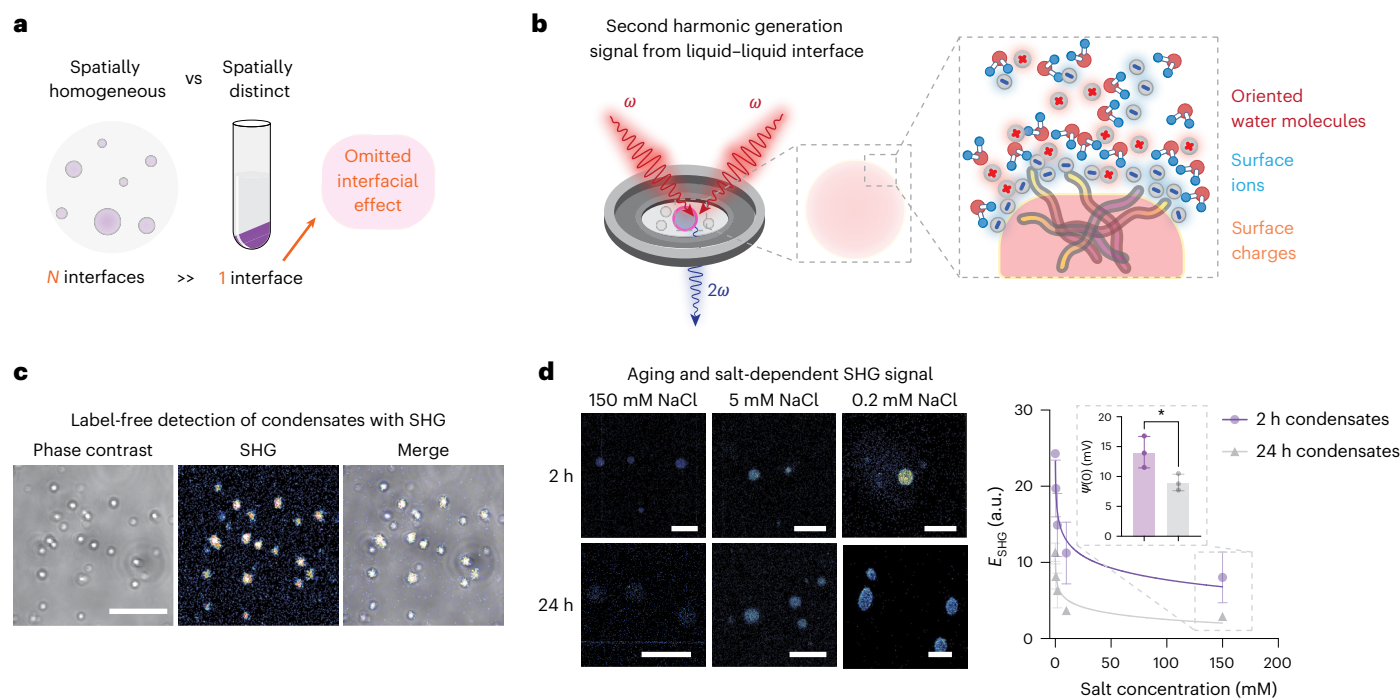 a
Spatially
homogeneous
vs
Spatially
distinct
Omitted
interfacial
effect
N interfaces >> 1 interface
b
Second harmonic generation
signal from liquid–liquid interface
ω
ω
2ω
Oriented
water molecules
Surface
ions
Surface
charges
c
Label-free detection of condensates with SHG
Phase contrast SHG Merge
d
Aging and salt-dependent SHG signal
150 mM NaCl 5 mM NaCl 0.2 mM NaCl
2 h
24 h
E_SHG (a.u.)
30
20
10
0
0 50 100 150 200
Salt concentration (mM)
Ψ(0) (mV)
20
15
10
5
0
*
2 h condensates
24 h condensates